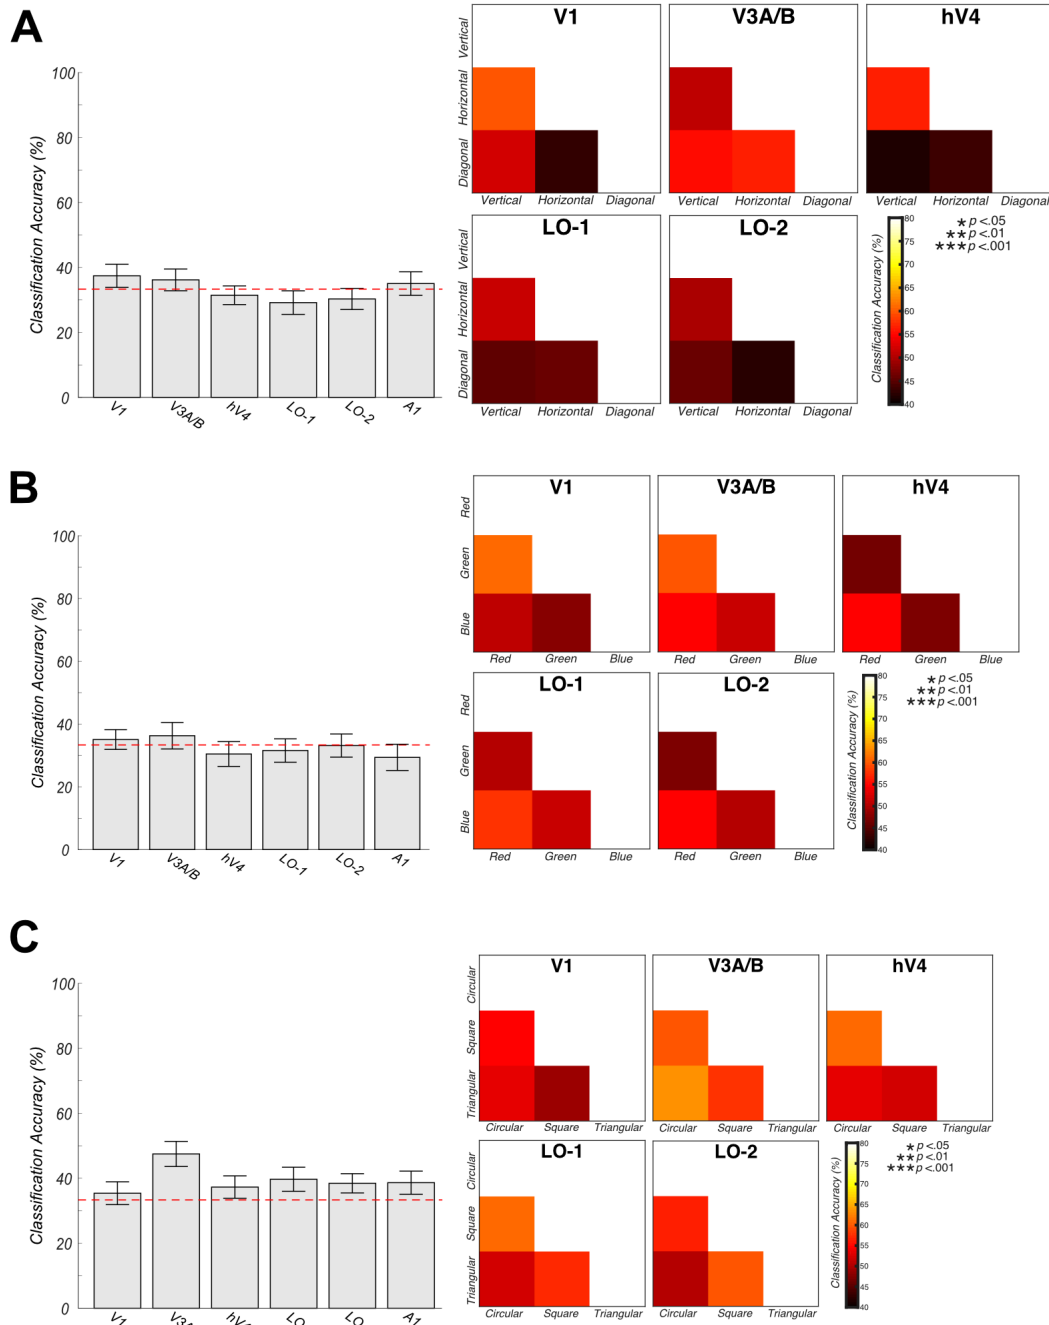 A
Classification Accuracy (%)
100
80
60
40
20
0
V1
V3A/B
hV4
LO-1
LO-2
A1
V1
V3A/B
hV4
Vertical
Horizontal
Diagonal
Vertical Horizontal Diagonal
Vertical Horizontal Diagonal
Vertical Horizontal Diagonal
LO-1
LO-2
Vertical
Horizontal
Diagonal
Vertical Horizontal Diagonal
Vertical Horizontal Diagonal
Classification Accuracy (%)
80
75
70
65
60
55
50
45
40
* p <.05
** p <.01
*** p <.001
B
Classification Accuracy (%)
100
80
60
40
20
0
V1
V3A/B
hV4
LO-1
LO-2
A1
V1
V3A/B
hV4
Red
Green
Blue
Red Green Blue
Red Green Blue
Red Green Blue
LO-1
LO-2
Red
Green
Blue
Red Green Blue
Red Green Blue
Classification Accuracy (%)
80
75
70
65
60
55
50
45
40
* p <.05
** p <.01
*** p <.001
C
Classification Accuracy (%)
100
80
60
40
20
0
V1
V3A
hV4
LO
LO
A1
V1
V3A/B
hV4
Circular
Square
Triangular
Circular Square Triangular
Circular Square Triangular
Circular Square Triangular
LO-1
LO-2
Circular
Square
Triangular
Circular Square Triangular
Circular Square Triangular
Classification Accuracy (%)
80
75
70
65
60
55
50
45
40
* p <.05
** p <.01
*** p <.001